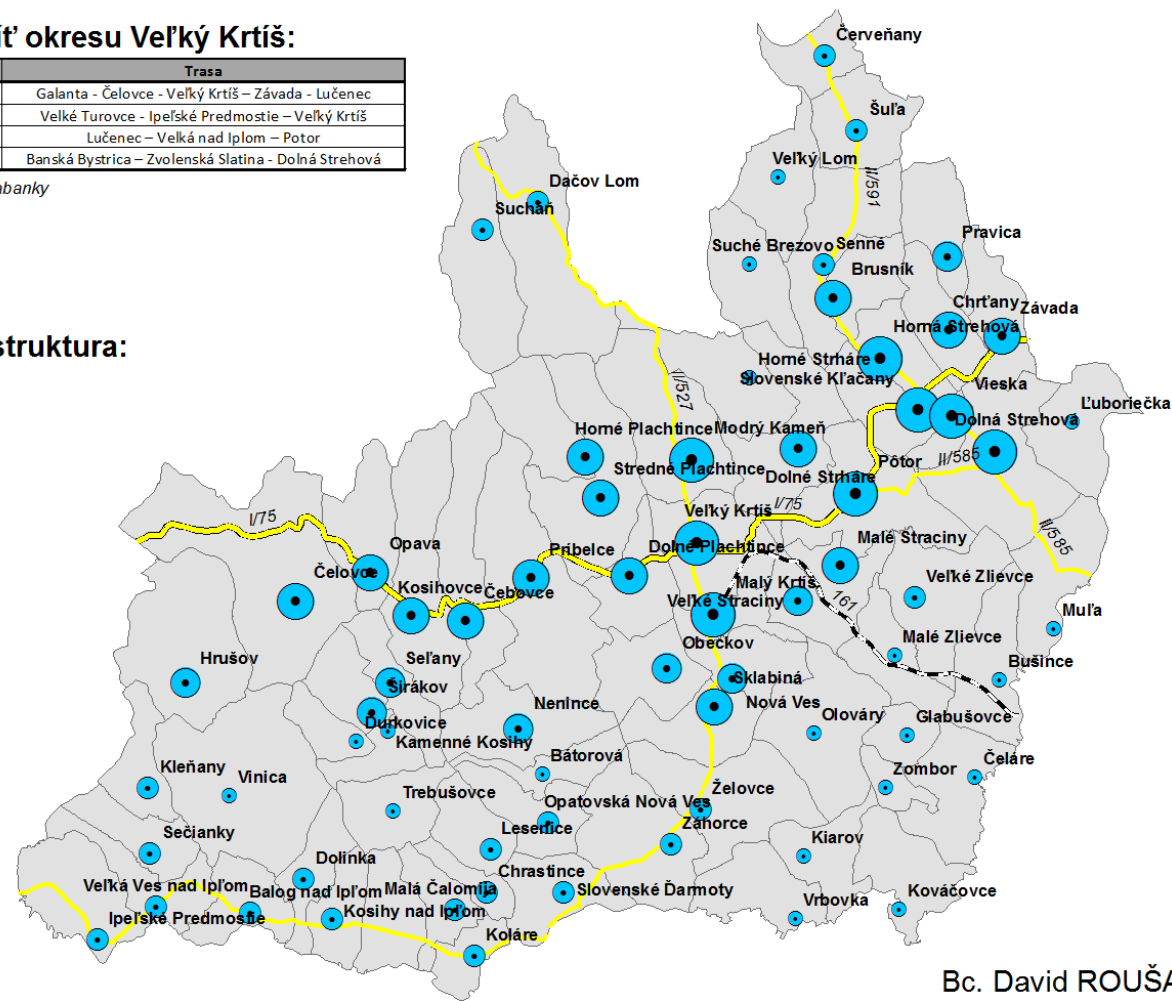 íť okresu Veľký Krtíš:
Trasa
Galanta - Čelovce - Veľký Krtíš – Závada - Lučenec
Velké Turovce - Ipeľské Predmostie – Veľký Krtíš
Lučenec – Velká nad Iplom – Potor
Banská Bystrica – Zvolenská Slatina - Dolná Strehová
abanky
struktura:
Červeňany
Šuľa
Veľký Lom
II/591
Dačov Lom
Sucháň
Pravica
Suché Brezovo
Senné
Brusník
Chrťany
Závada
Horná Strehová
Horné Strháre
Slovenské Kľačany
Vieska
II/527
Ľuboriečka
Dolná Strehová
Horné Plachtince
Modrý Kameň
Pôtor
II/585
Stredné Plachtince
Dolné Strháre
I/75
Veľký Krtíš
I/75
II/585
Malé Straciny
Opava
Príbelce
Dolné Plachtince
Čelovce
Kosihovce
Čebovce
Malý Krtíš
Veľké Zlievce
Veľké Straciny
161
Muľa
Obeckov
Malé Zlievce
Hrušov
Seľany
Bušince
Širákov
Sklabiná
Nenince
Nová Ves
Olováry
Glabušovce
Ďurkovice
Kamenné Kosihy
Bátorová
Čeláre
Kleňany
Vinica
Zombor
Trebušovce
Opatovská Nová Ves
Želovce
Sečianky
Lesenice
Záhorce
Kiarov
Dolinka
Chrastince
Veľká Ves nad Ipľom
Balog nad Ipľom
Malá Čalomija
Slovenské Ďarmoty
Kováčovce
Ipeľské Predmostie
Kosihy nad Ipľom
Vrbovka
Koláre
Bc. David ROUŠA